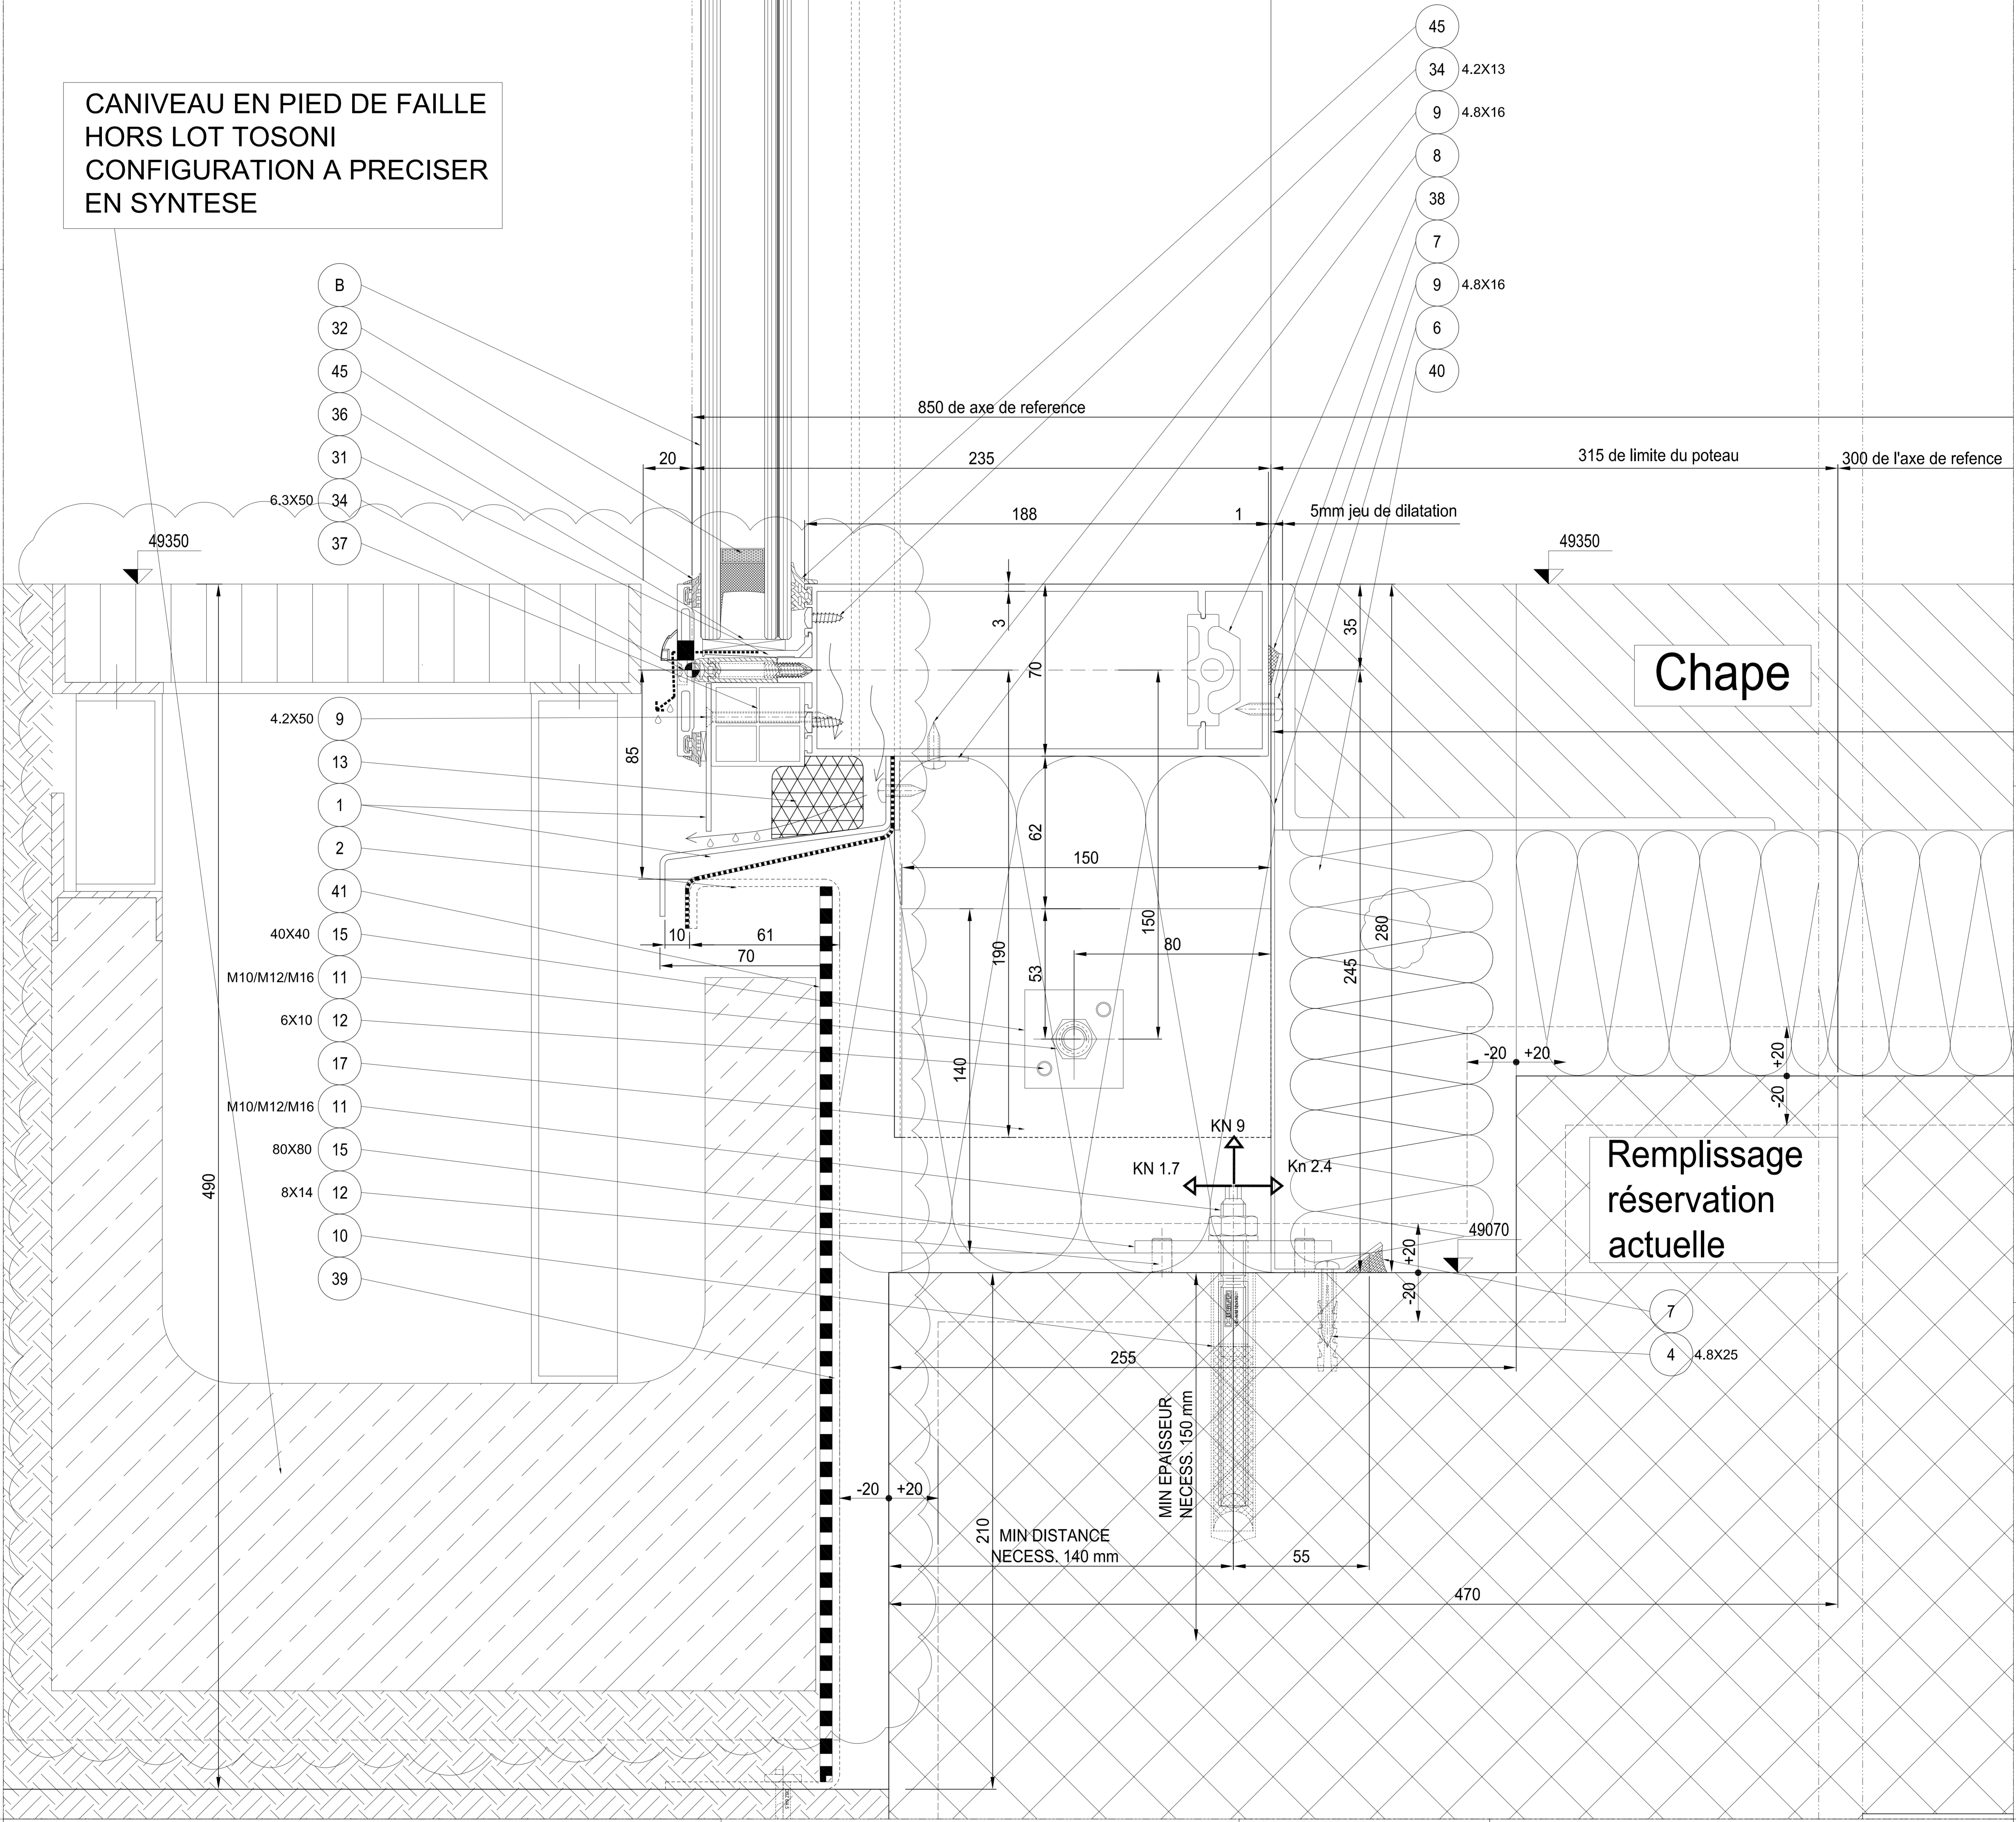 CANIVEAU EN PIED DE FAILLE
HORS LOT TOSONI
CONFIGURATION A PRECISER
EN SYNTESE
B
32
45
36
31
6.3X50 34
37
45
34 4.2X13
9 4.8X16
8
38
7
9 4.8X16
6
40
850 de axe de reference
20
235
315 de limite du poteau
300 de l'axe de refence
188
1
5mm jeu de dilatation
49350
49350
3
70
35
Chape
4.2X50 9
13
1
2
41
40X40 15
M10/M12/M16 11
6X10 12
17
M10/M12/M16 11
80X80 15
8X14 12
10
39
85
62
150
10
61
70
190
150
80
53
280
245
140
-20
+20
+20
-20
KN 9
KN 1.7
Kn 2.4
Remplissage
réservation
actuelle
490
49070
+20
-20
7
4 4.8X25
255
MIN EPAISSEUR
NECESS. 150 mm
-20
+20
210
MIN DISTANCE
NECESS. 140 mm
55
470